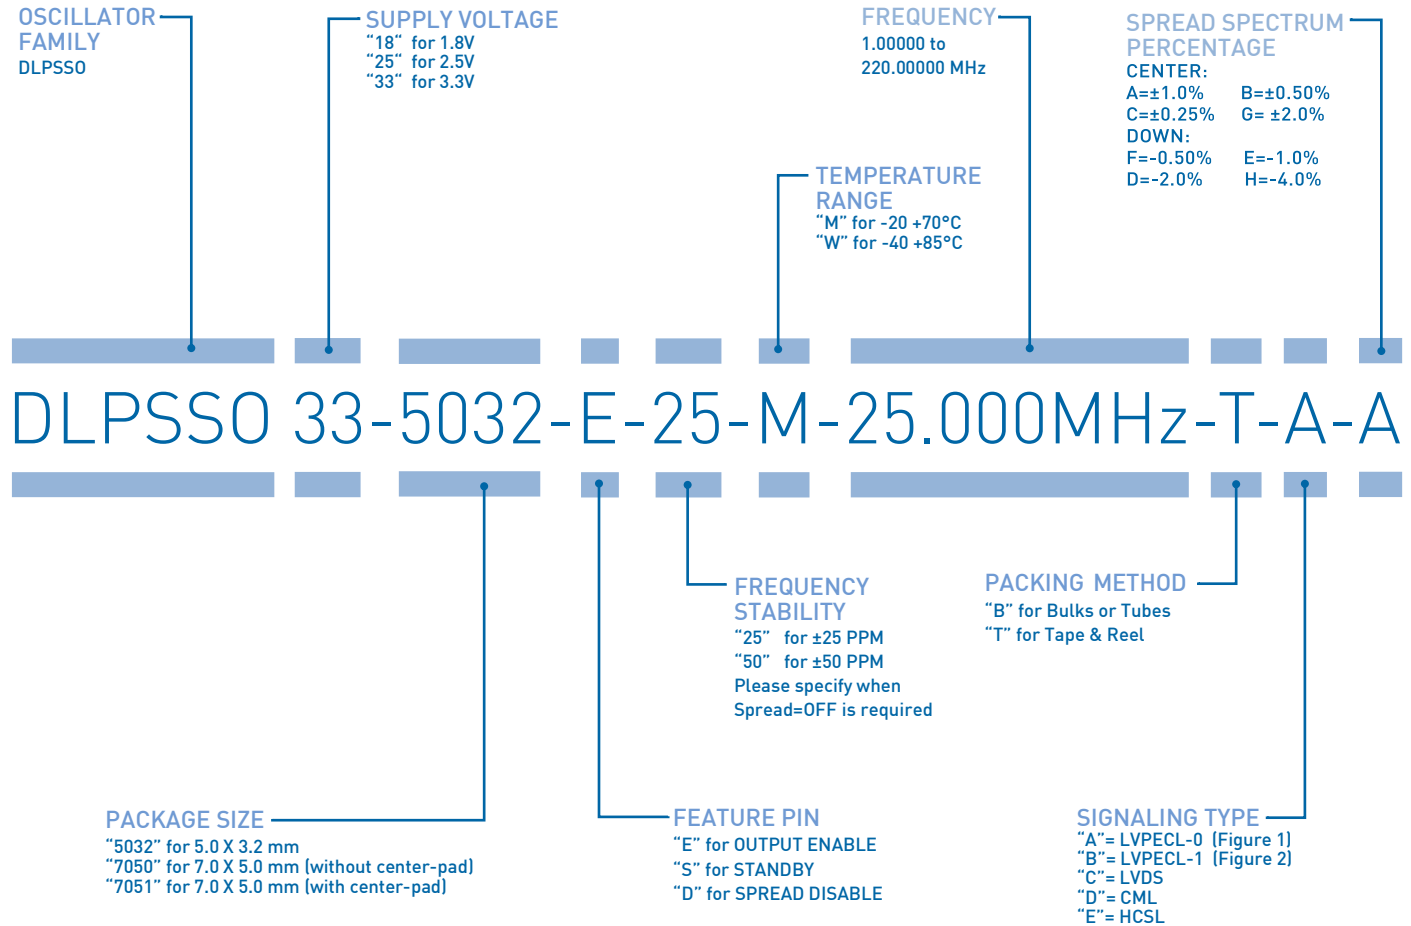 OSCILLATOR
FAMILY
DLPSSO
SUPPLY VOLTAGE
“18“ for 1.8V
“25“ for 2.5V
“33“ for 3.3V
FREQUENCY
1.00000 to
220.00000 MHz
SPREAD SPECTRUM
PERCENTAGE
CENTER:
A=±1.0% B=±0.50%
C=±0.25% G= ±2.0%
DOWN:
F=-0.50% E=-1.0%
D=-2.0% H=-4.0%
TEMPERATURE
RANGE
“M” for -20 +70°C
“W” for -40 +85°C
DLPSSO 33-5032-E-25-M-25.000MHz-T-A-A
FREQUENCY
STABILITY
“25” for ±25 PPM
“50” for ±50 PPM
Please specify when
Spread=OFF is required
PACKING METHOD
“B” for Bulks or Tubes
“T” for Tape & Reel
PACKAGE SIZE
“5032” for 5.0 X 3.2 mm
“7050” for 7.0 X 5.0 mm (without center-pad)
“7051” for 7.0 X 5.0 mm (with center-pad)
FEATURE PIN
“E” for OUTPUT ENABLE
“S” for STANDBY
“D” for SPREAD DISABLE
SIGNALING TYPE
“A”= LVPECL-0 (Figure 1)
“B”= LVPECL-1 (Figure 2)
“C”= LVDS
“D”= CML
“E”= HCSL